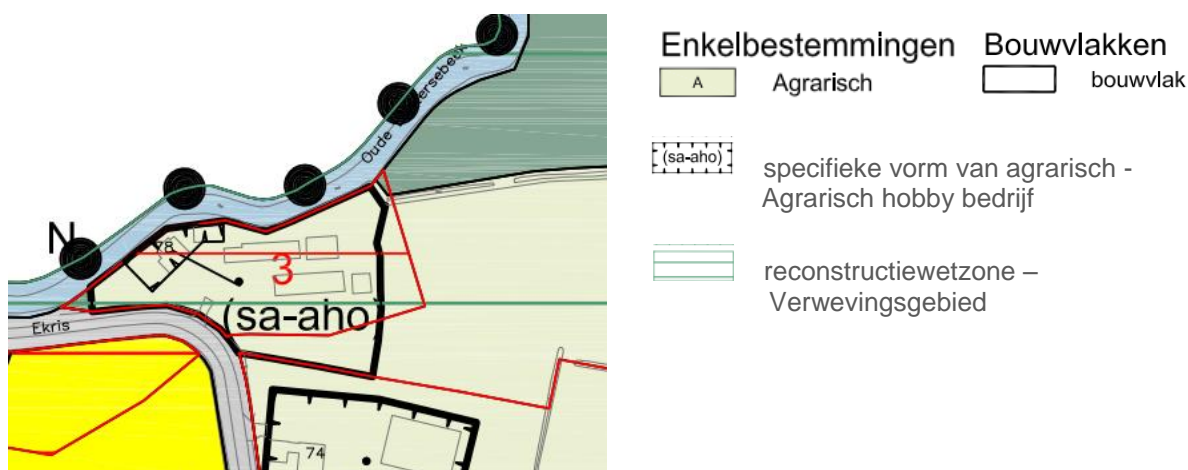 Oude
ersebeek
N
78
3
(sa-aho
Ekris
74
Enkelbestemmingen
Bouwvlakken
A
Agrarisch
bouwvlak
(sa-aho)
specifieke vorm van agrarisch -
Agrarisch hobby bedrijf
reconstructiewetzone –
Verwevingsgebied